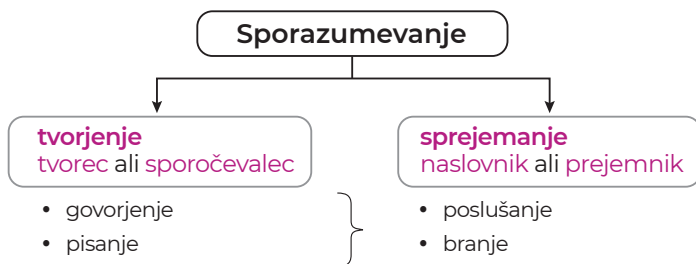 Sporazumevanje
tvorjenje
tvorec ali sporočevalec
• govorjenje
• pisanje
sprejemanje
naslovnik ali prejemnik
• poslušanje
• branje